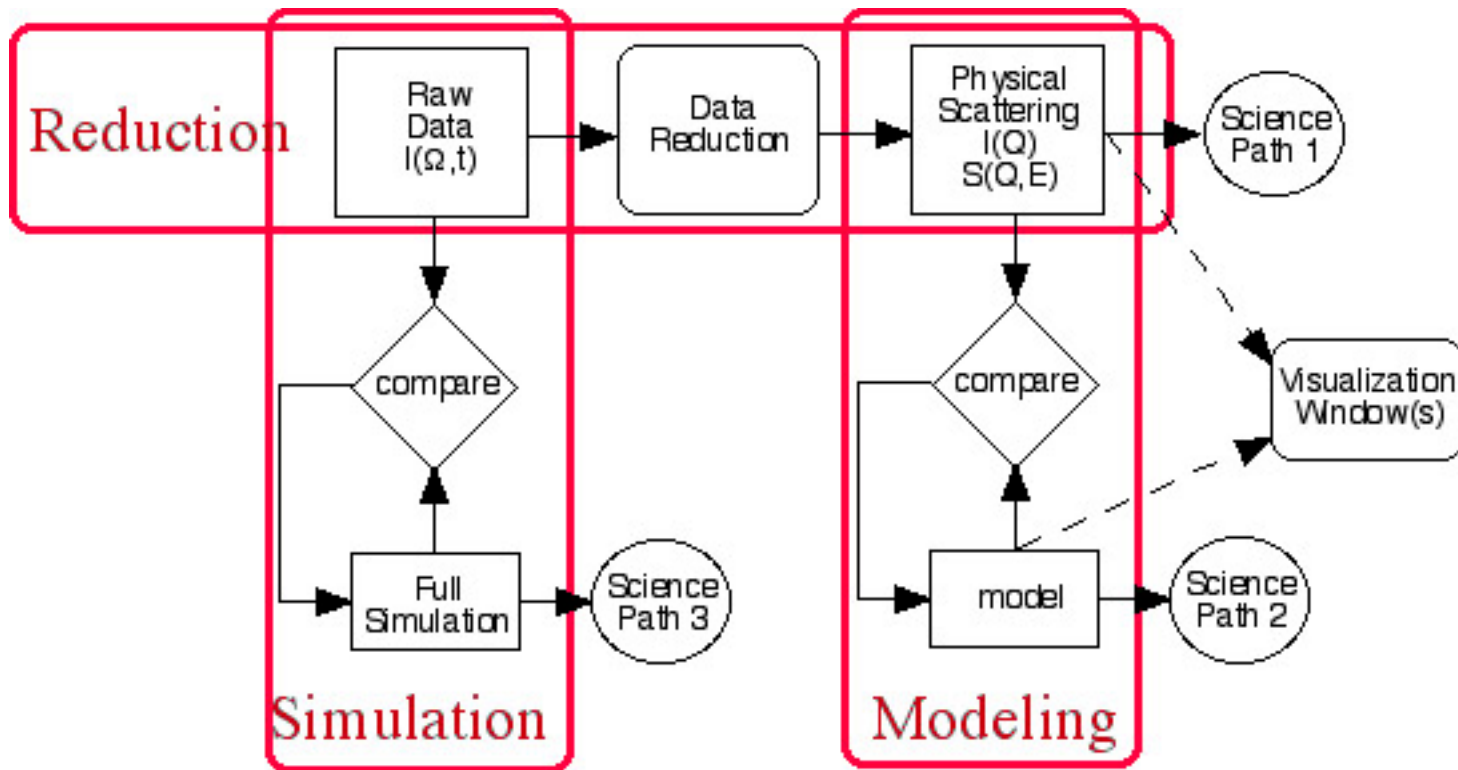 Reduction
Raw
Data
I(Ω,t)
Data
Reduction
Physical
Scattering
I(Q)
S(Q,E)
Science
Path 1
compare
compare
Visualization
Window(s)
Full
Simulation
Science
Path 3
model
Science
Path 2
Simulation
Modeling